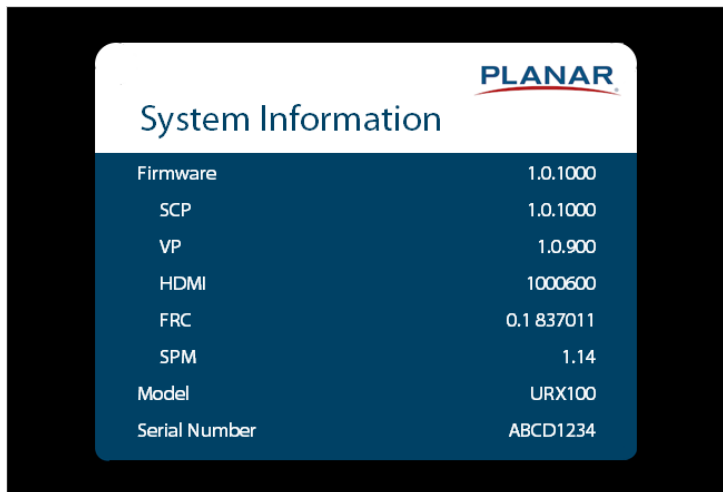 PLANAR
System Information
Firmware 1.0.1000
SCP 1.0.1000
VP 1.0.900
HDMI 1000600
FRC 0.1 837011
SPM 1.14
Model URX100
Serial Number ABCD1234